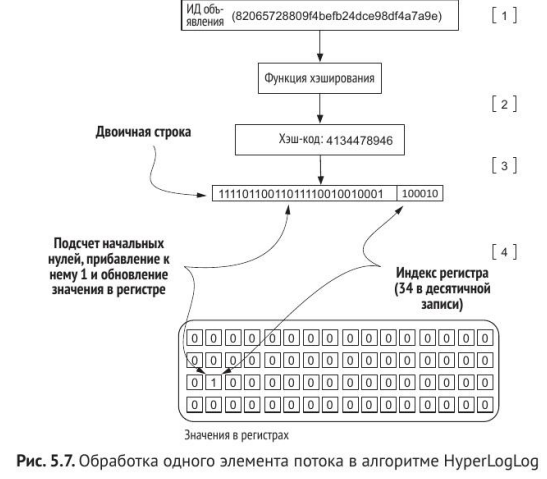 ИД объ-
явления (82065728809f4befb24dce98df4a7a9e)
[ 1 ]
Функция хэширования
[ 2 ]
Хэш-код: 4134478946
[ 3 ]
Двоичная строка
11110110011011110010010001 100010
[ 4 ]
Подсчет начальных
нулей, прибавление к
нему 1 и обновление
значения в регистре
Индекс регистра
(34 в десятичной
записи)
0 0 0 0 0 0 0 0 0 0 0 0 0 0 0 0
0 0 0 0 0 0 0 0 0 0 0 0 0 0 0 0
0 1 0 0 0 0 0 0 0 0 0 0 0 0 0 0
0 0 0 0 0 0 0 0 0 0 0 0 0 0 0 0
Значения в регистрах
Рис. 5.7. Обработка одного элемента потока в алгоритме HyperLogLog